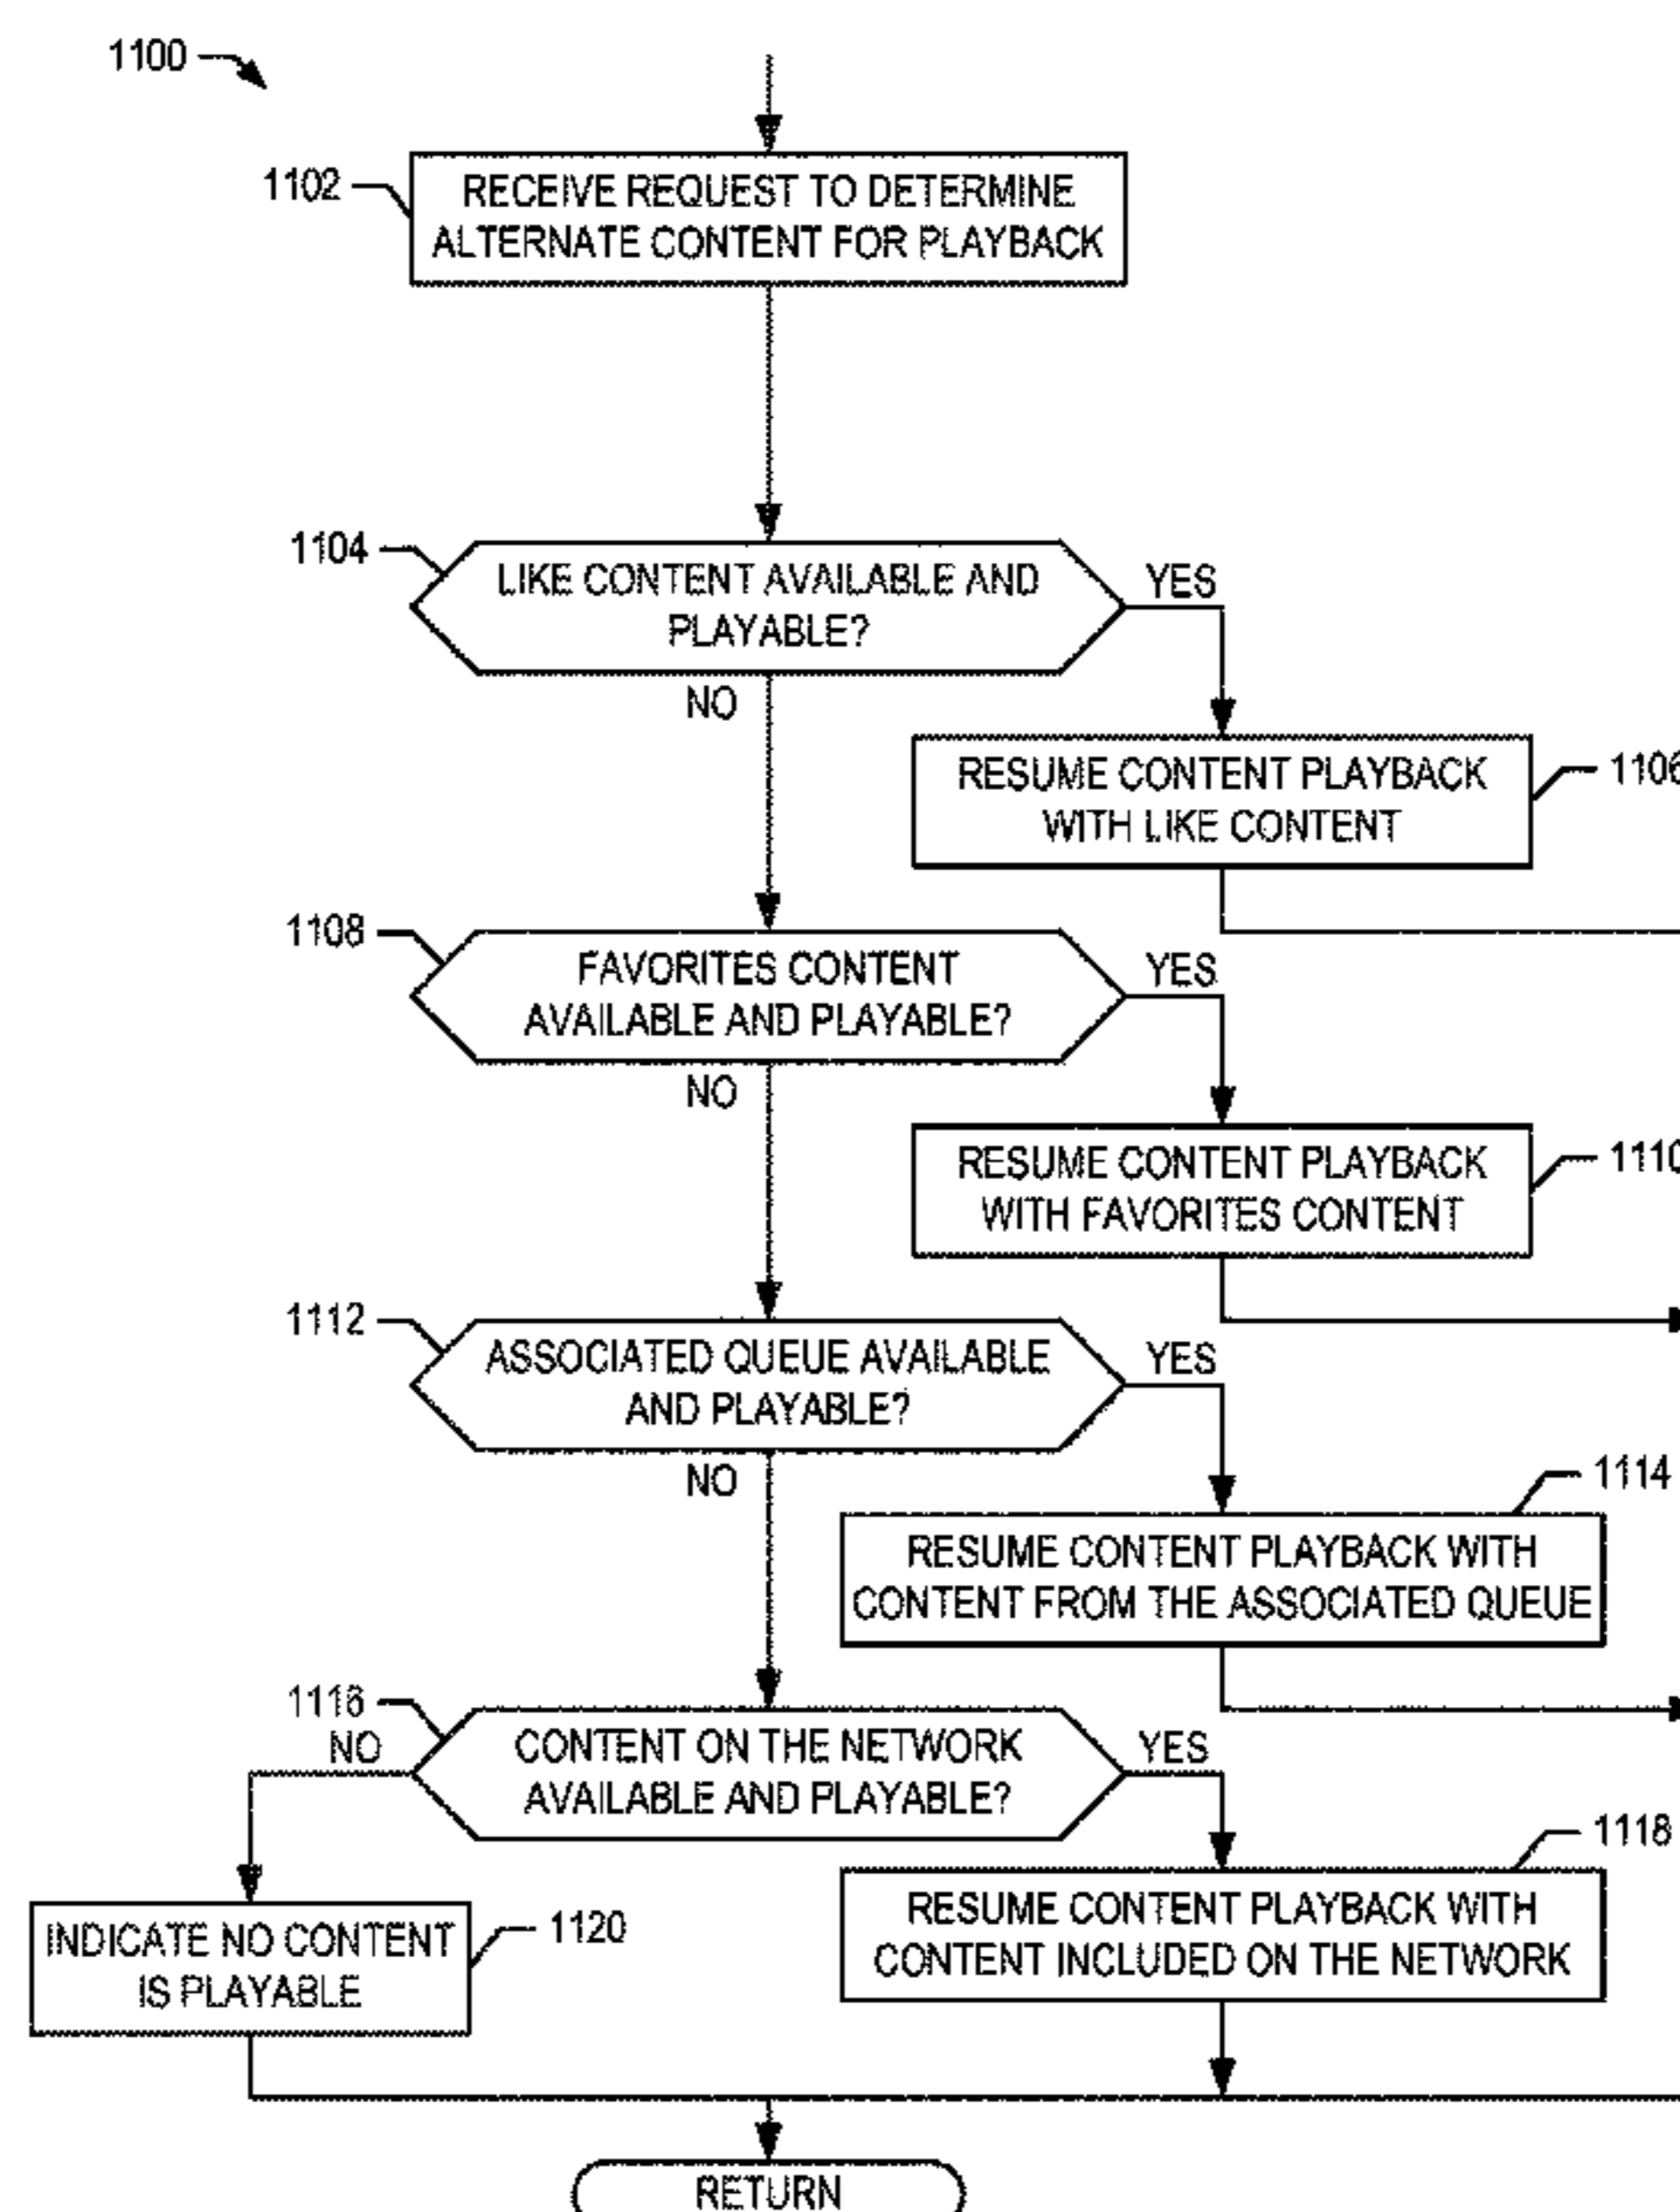 1100
1102
RECEIVE REQUEST TO DETERMINE
ALTERNATE CONTENT FOR PLAYBACK
1104
LIKE CONTENT AVAILABLE AND
PLAYABLE?
YES
NO
RESUME CONTENT PLAYBACK
WITH LIKE CONTENT
1106
1108
FAVORITES CONTENT
AVAILABLE AND PLAYABLE?
YES
NO
RESUME CONTENT PLAYBACK
WITH FAVORITES CONTENT
1110
1112
ASSOCIATED QUEUE AVAILABLE
AND PLAYABLE?
YES
NO
1114
RESUME CONTENT PLAYBACK WITH
CONTENT FROM THE ASSOCIATED QUEUE
1116
NO
CONTENT ON THE NETWORK
AVAILABLE AND PLAYABLE?
YES
1118
RESUME CONTENT PLAYBACK WITH
CONTENT INCLUDED ON THE NETWORK
INDICATE NO CONTENT
IS PLAYABLE
1120
RETURN